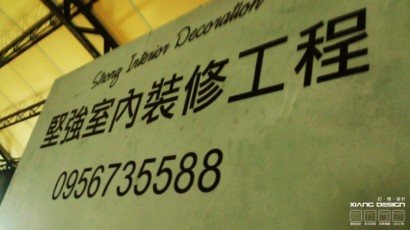 Strong Interior Decoration
堅強室內裝修工程
0956735588
XIANG DESIGN